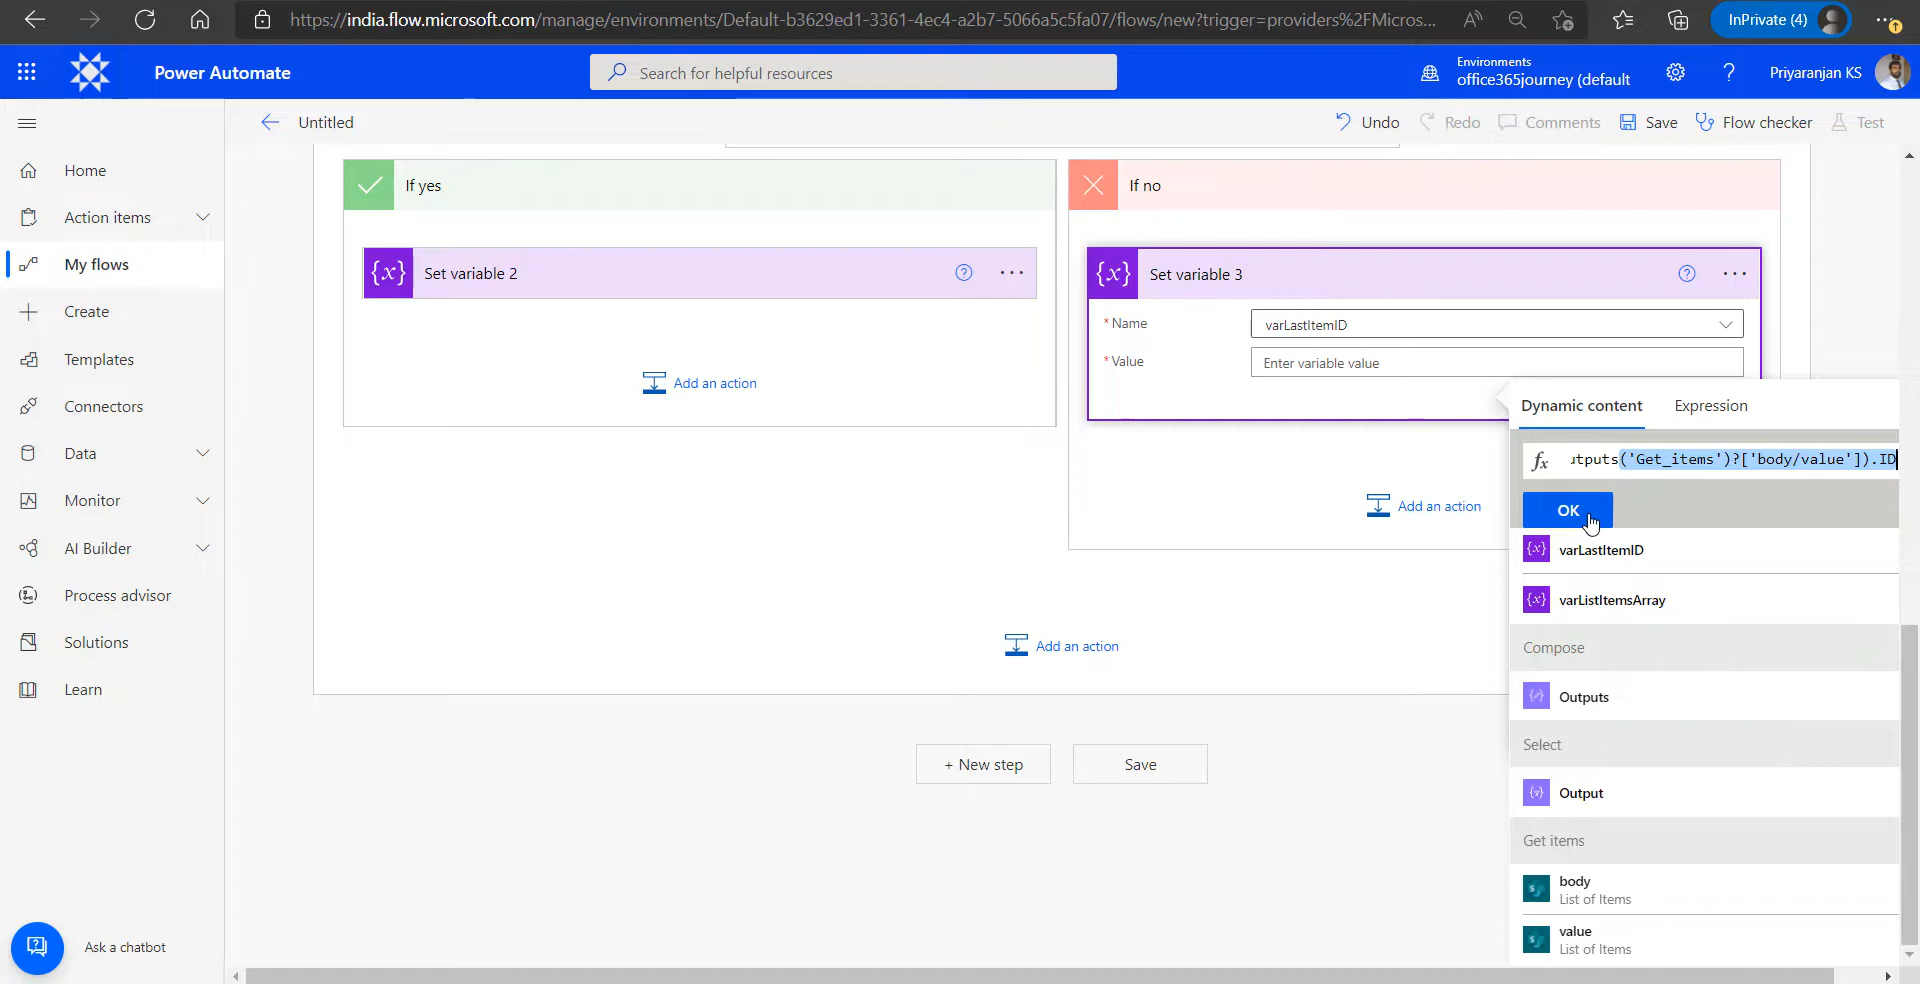 https://india.flow.microsoft.com/manage/environments/Default-b3629ed1-3361-4ec4-a2b7-5066a5c5fa07/flows/new?trigger=providers%2FMicros...
InPrivate (4)
Power Automate
Search for helpful resources
Environments
office365journey (default
Priyaranjan KS
Untitled
Undo
Redo
Comments
Save
Flow checker
Test
Home
Action items
My flows
Create
Templates
Connectors
Data
Monitor
AI Builder
Process advisor
Solutions
Learn
Ask a chatbot
If yes
Set variable 2
Add an action
If no
Set variable 3
* Name
varLastItemID
* Value
Enter variable value
Add an action
Add an action
+ New step
Save
Dynamic content
Expression
fx
utputs('Get_items')?['body/value']).ID
OK
varLastItemID
varListItemsArray
Compose
Outputs
Select
Output
Get items
body
List of Items
value
List of Items